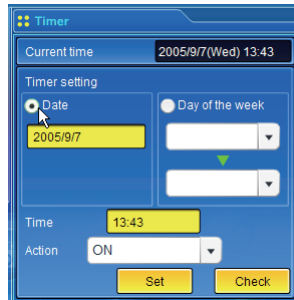 Timer
Current time 2005/9/7(Wed) 13:43
Timer setting
Date Day of the week
2005/9/7
Time 13:43
Action ON
Set Check